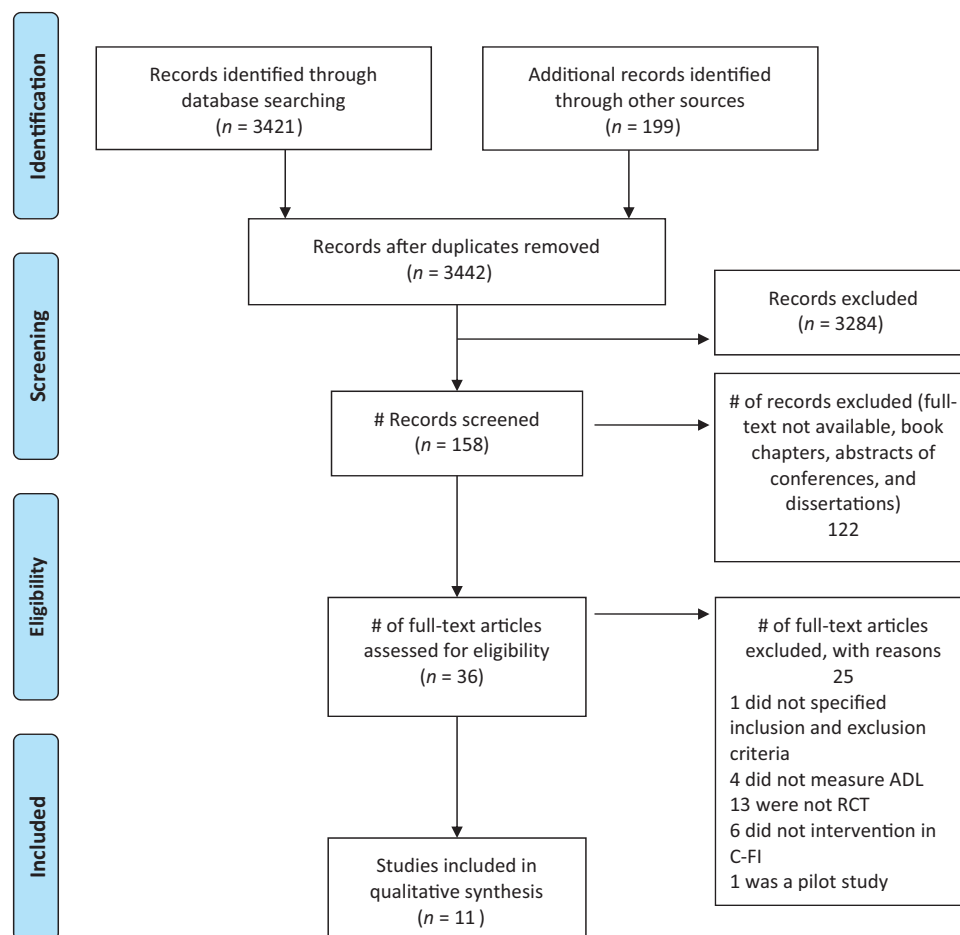 Identification
Records identified through
database searching
(n = 3421)
Additional records identified
through other sources
(n = 199)
Records after duplicates removed
(n = 3442)
Screening
Records excluded
(n = 3284)
# Records screened
(n = 158)
# of records excluded (full-
text not available, book
chapters, abstracts of
conferences, and
dissertations)
122
Eligibility
# of full-text articles
assessed for eligibility
(n = 36)
# of full-text articles
excluded, with reasons
25
1 did not specified
inclusion and exclusion
criteria
4 did not measure ADL
13 were not RCT
6 did not intervention in
C-FI
1 was a pilot study
Included
Studies included in
qualitative synthesis
(n = 11 )